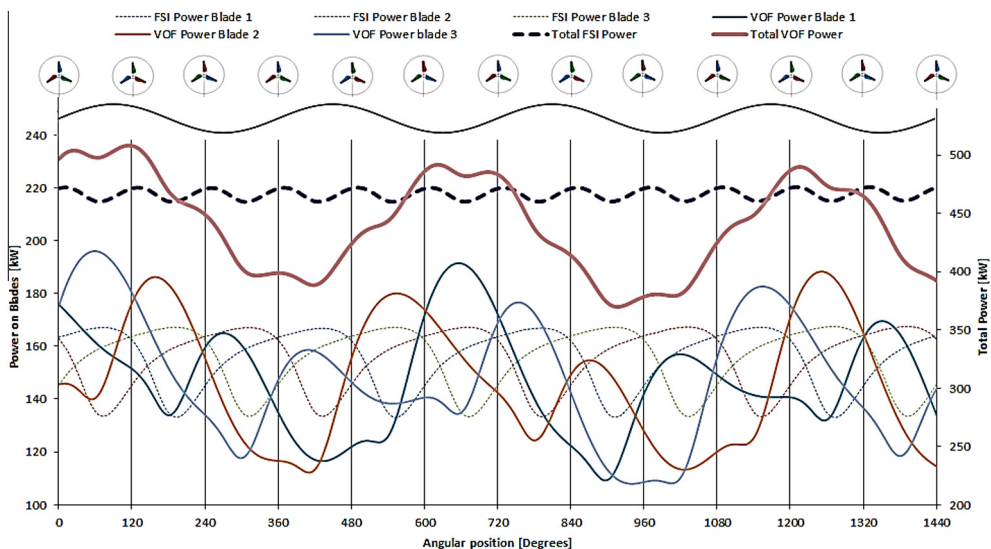 FSI Power Blade 1 FSI Power Blade 2 FSI Power Blade 3 VOF Power Blade 1
VOF Power Blade 2 VOF Power blade 3 Total FSI Power Total VOF Power
Power on Blades [kW]
240
220
200
180
160
140
120
100
500
450
400
350
300
250
200
Total Power [kW]
0 120 240 360 480 600 720 840 960 1080 1200 1320 1440
Angular position [Degrees]